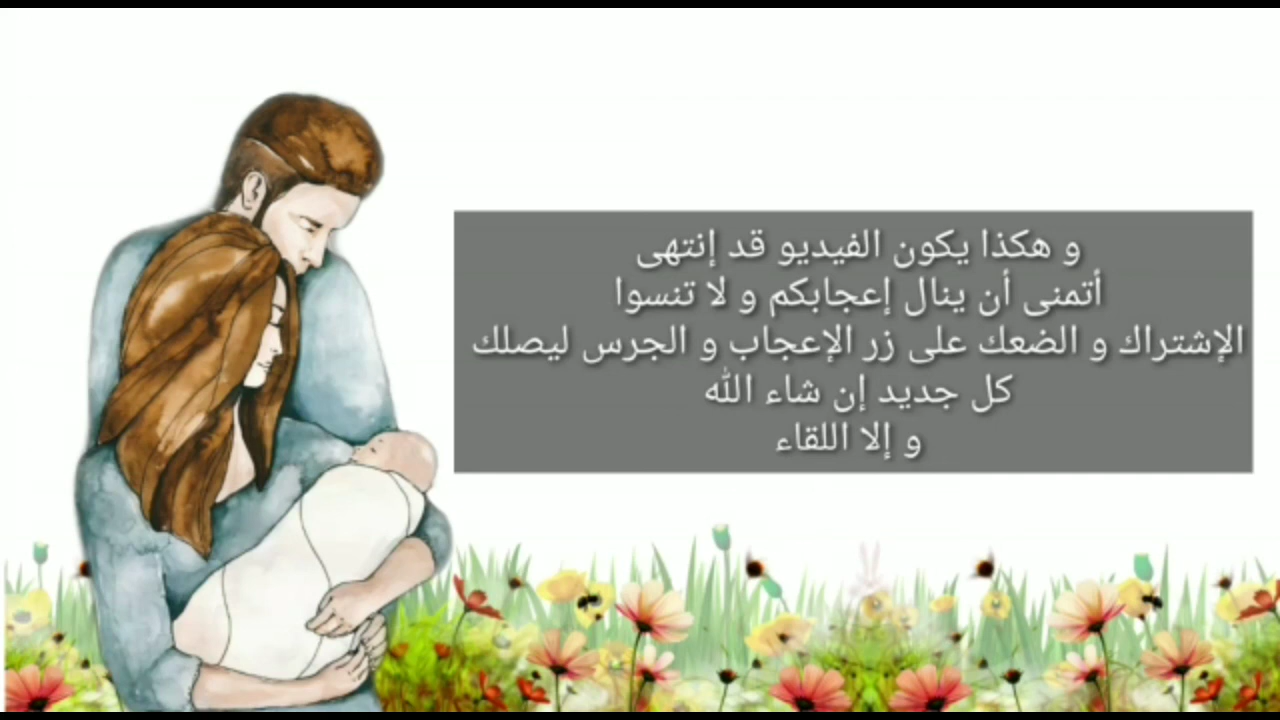 و هكذا يكون الفيديو قد إنتهى
أتمنى أن ينال إعجابكم و لا تنسوا
الإشتراك و الضعك على زر الإعجاب و الجرس ليصلك
كل جديد إن شاء الله
و إلا اللقاء